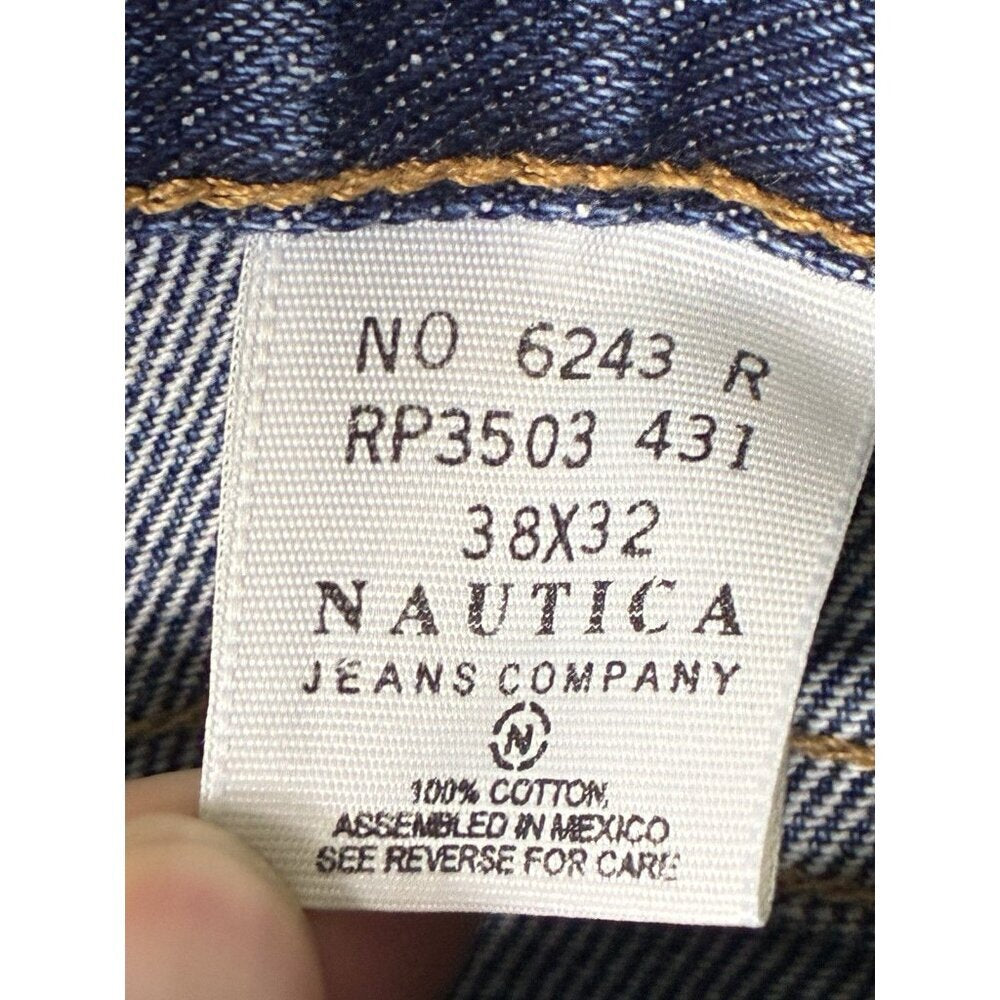 NO 6243 R
RP3503 431
38X32
NAUTICA
JEANS COMPANY
N
100% COTTON,
ASSEMBLED IN MEXICO
SEE REVERSE FOR CARE